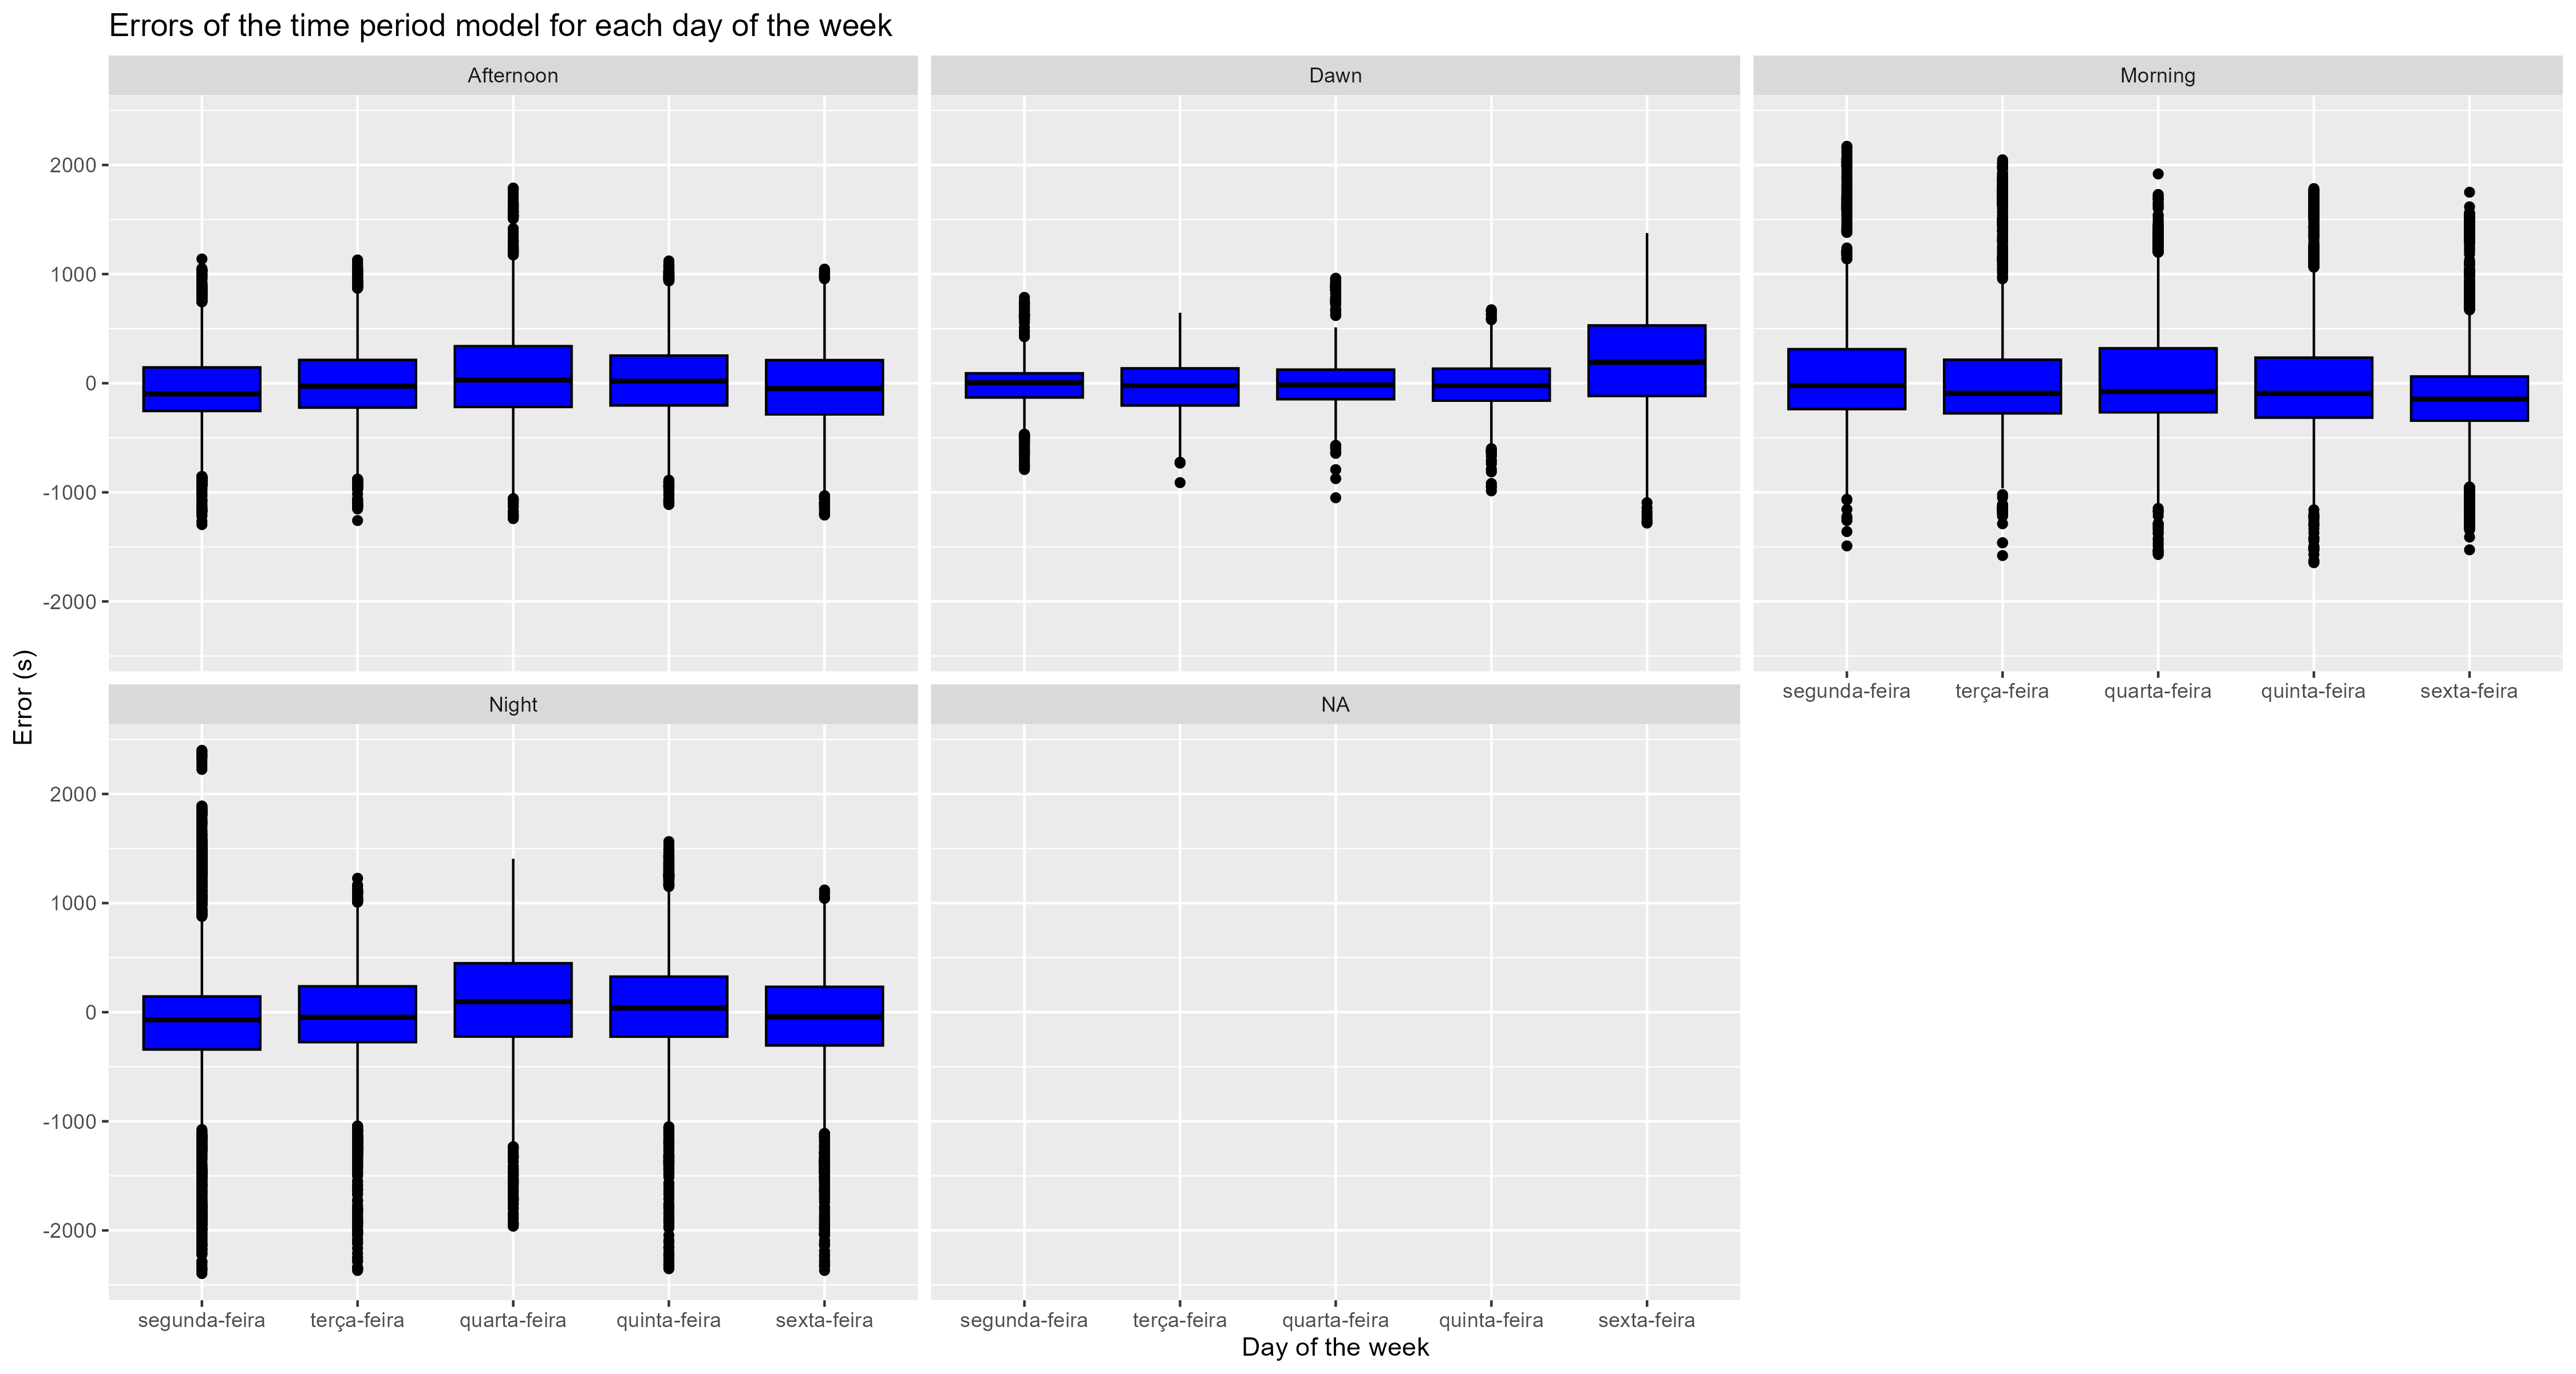 Errors of the time period model for each day of the week
Afternoon Dawn Morning
2000
1000
0
-1000
-2000
segunda-feira terça-feira quarta-feira quinta-feira sexta-feira
Error (s)
Night NA
2000
1000
0
-1000
-2000
segunda-feira terça-feira quarta-feira quinta-feira sexta-feira segunda-feira terça-feira quarta-feira quinta-feira sexta-feira
Day of the week